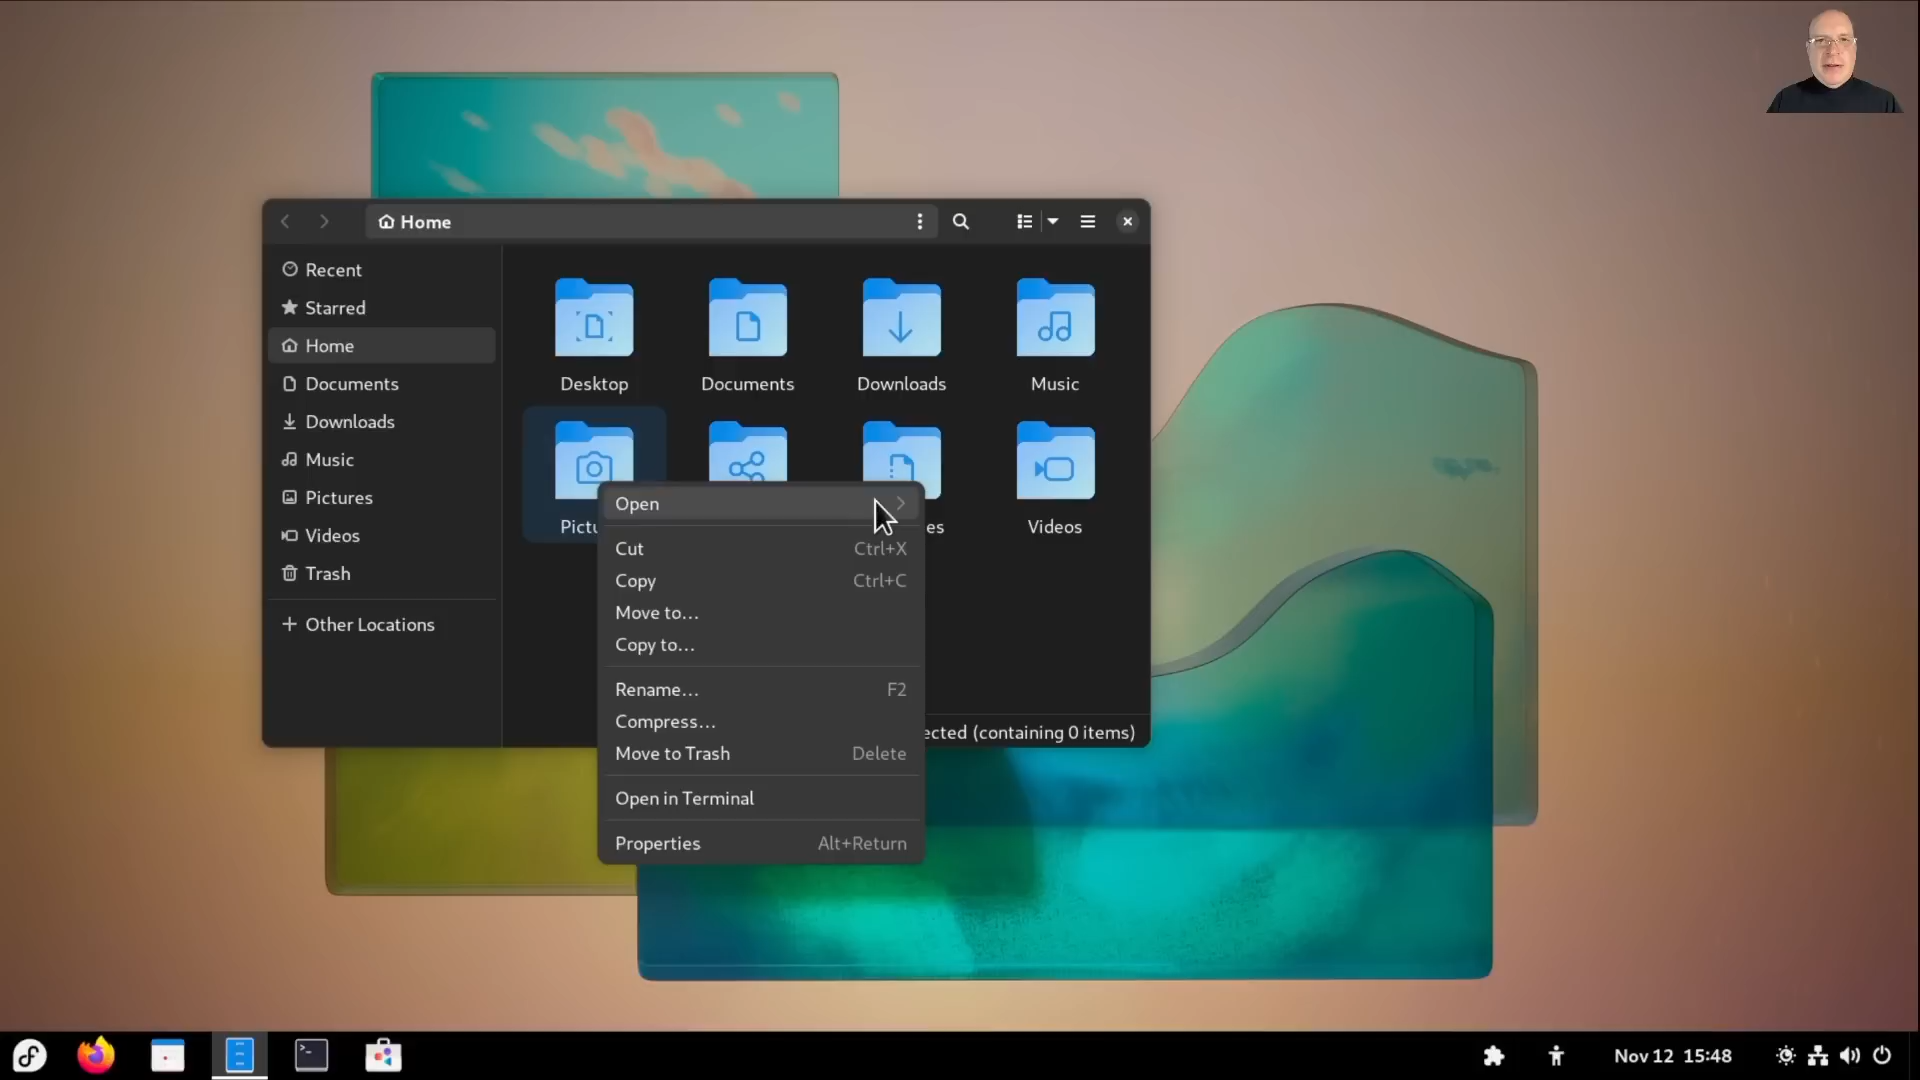 Home
Recent
Starred
Home
Documents
Downloads
Music
Pictures
Videos
Trash
Other Locations
Desktop
Documents
Downloads
Music
Pictu
es
Videos
Open
Cut Ctrl+X
Copy Ctrl+C
Move to...
Copy to...
Rename... F2
Compress...
Move to Trash Delete
Open in Terminal
Properties Alt+Return
ected (containing 0 items)
Nov 12 15:48